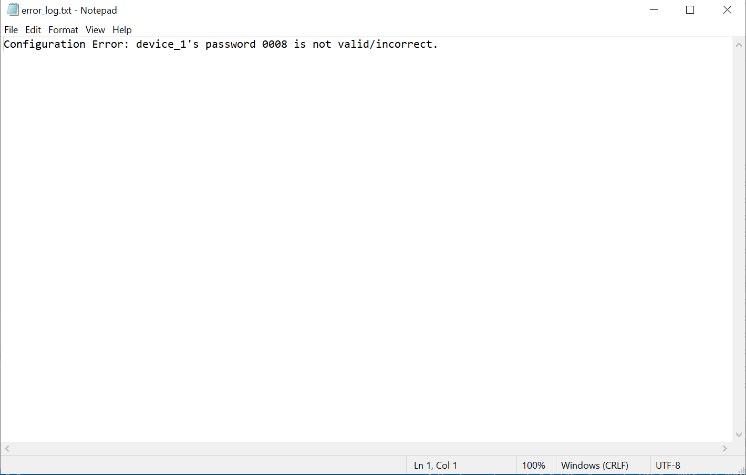 error_log.txt - Notepad
File Edit Format View Help
Configuration Error: device_1's password 0008 is not valid/incorrect.
Ln 1, Col 1 100% Windows (CRLF) UTF-8